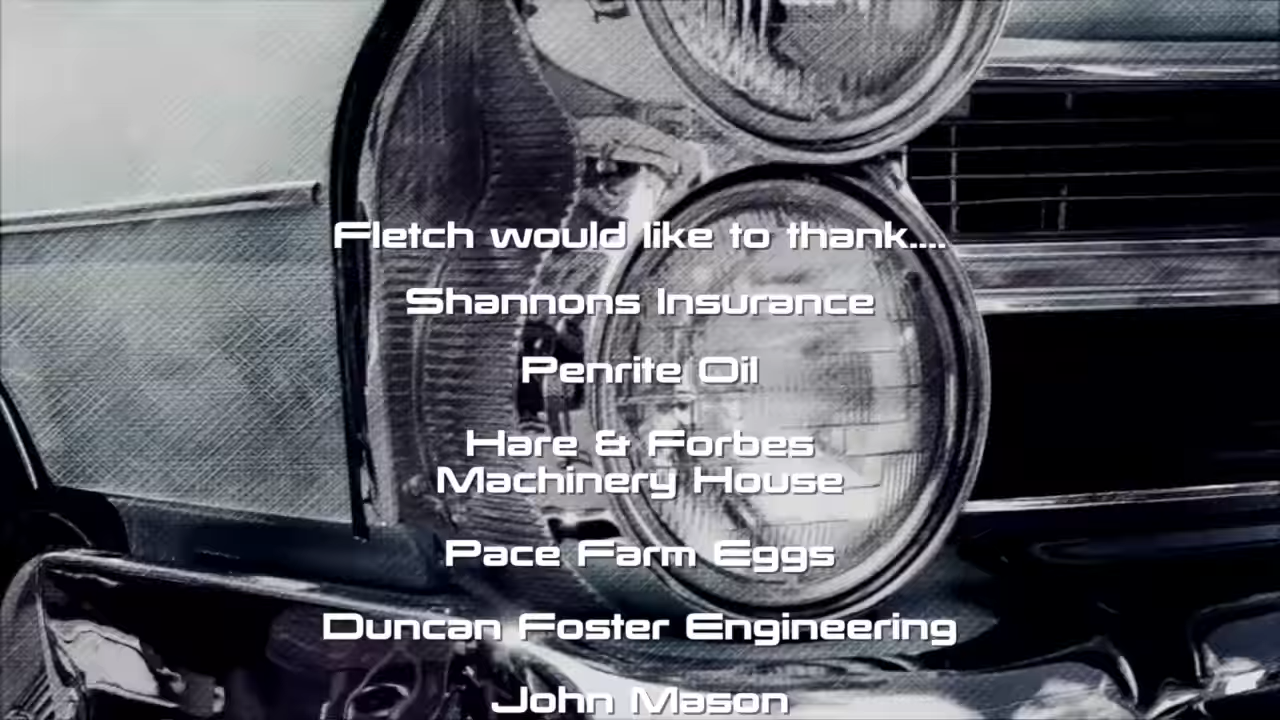 Fletch would like to thank....
Shannons Insurance
Penrite Oil
Hare & Forbes
Machinery House
Pace Farm Eggs
Duncan Foster Engineering
John Mason